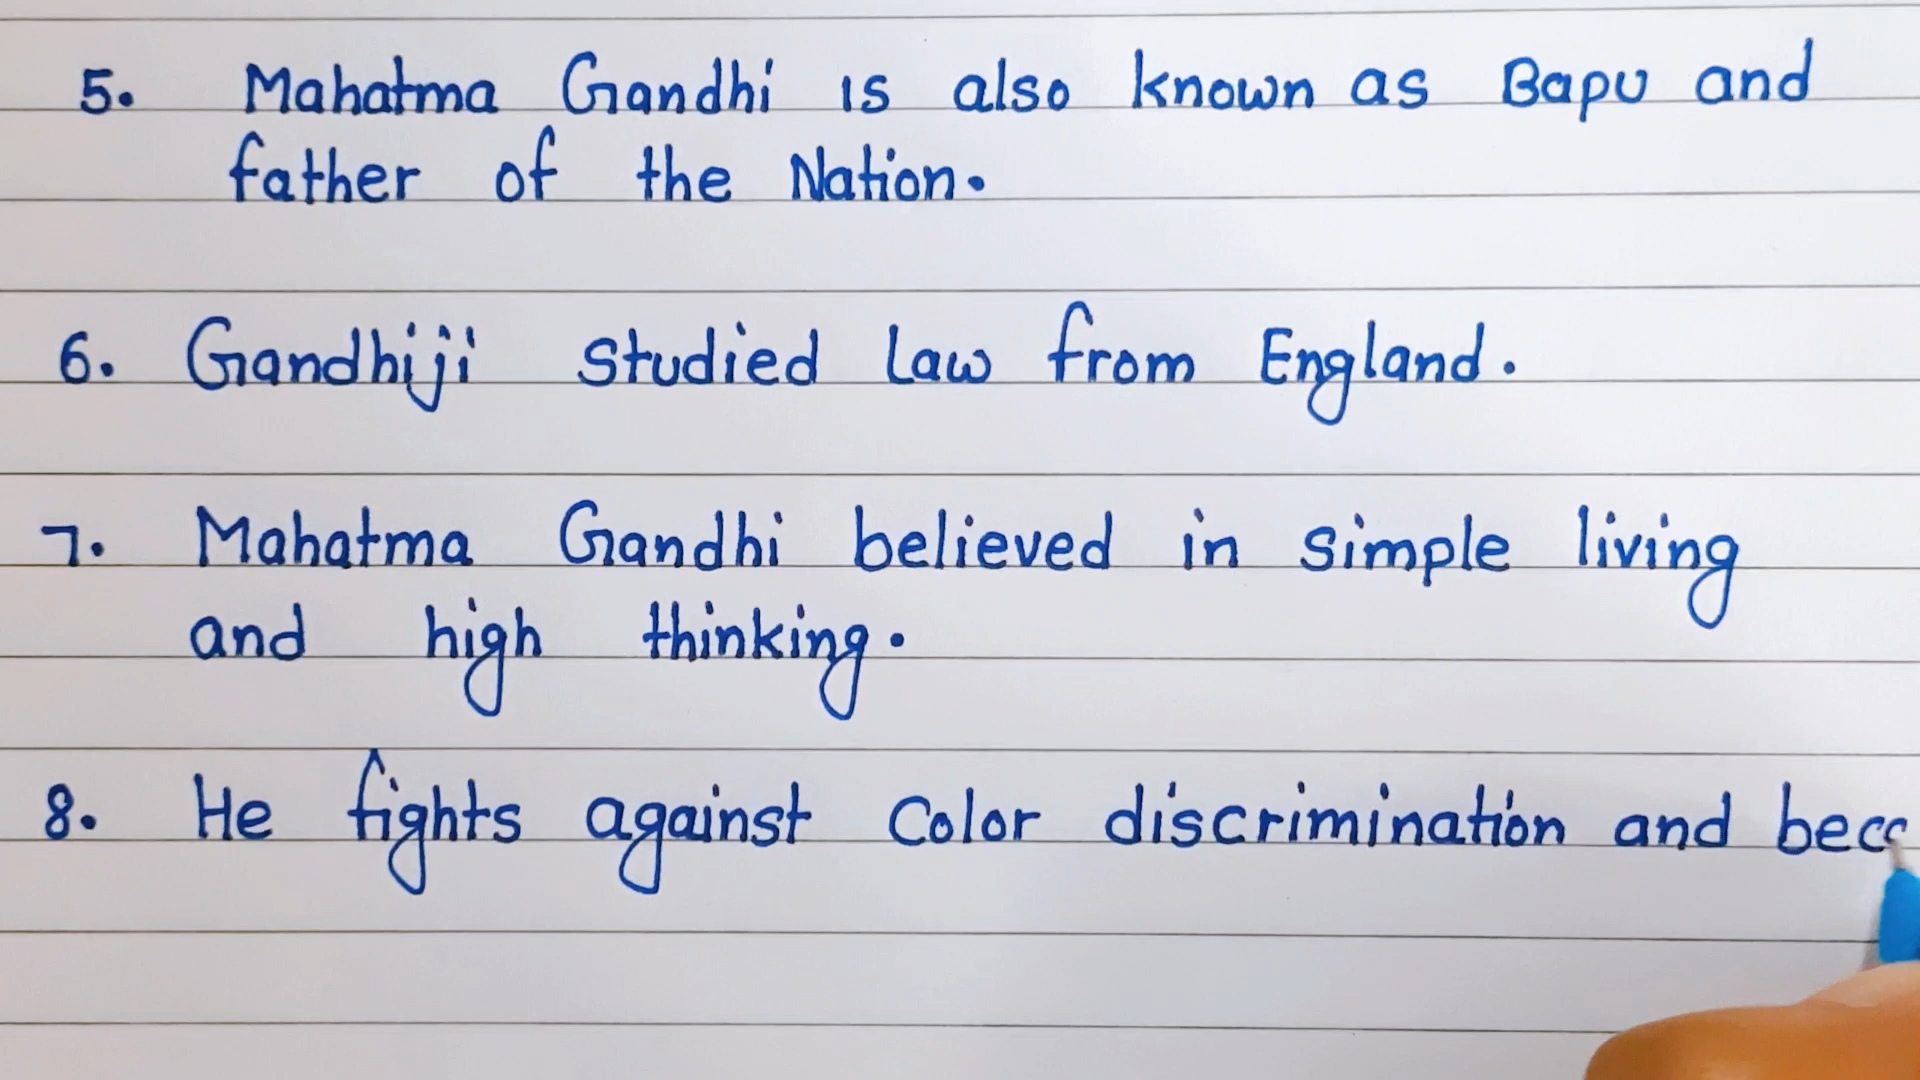 5. Mahatma Gandhi is also known as Bapu and
father of the Nation.
6. Gandhiji studied Law from England.
7. Mahatma Gandhi believed in simple living
and high thinking.
8. He fights against color discrimination and